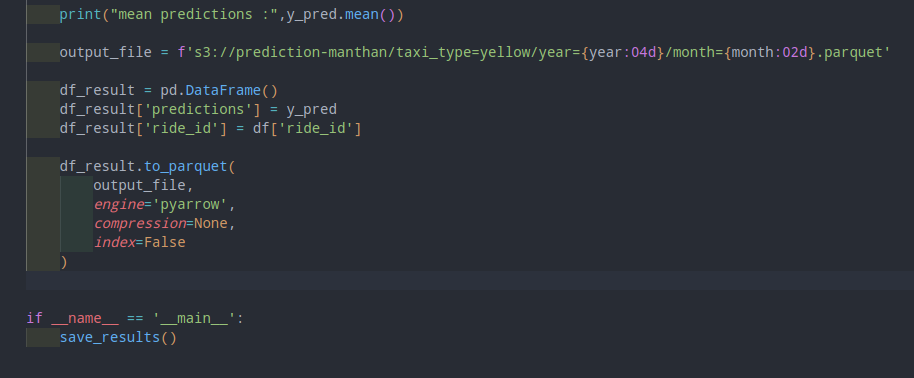 print("mean predictions :",y_pred.mean())
output_file = f's3://prediction-manthan/taxi_type=yellow/year={year:04d}/month={month:02d}.parquet'
df_result = pd.DataFrame()
df_result['predictions'] = y_pred
df_result['ride_id'] = df['ride_id']
df_result.to_parquet(
output_file,
engine='pyarrow',
compression=None,
index=False
)
if __name__ == '__main__':
save_results()